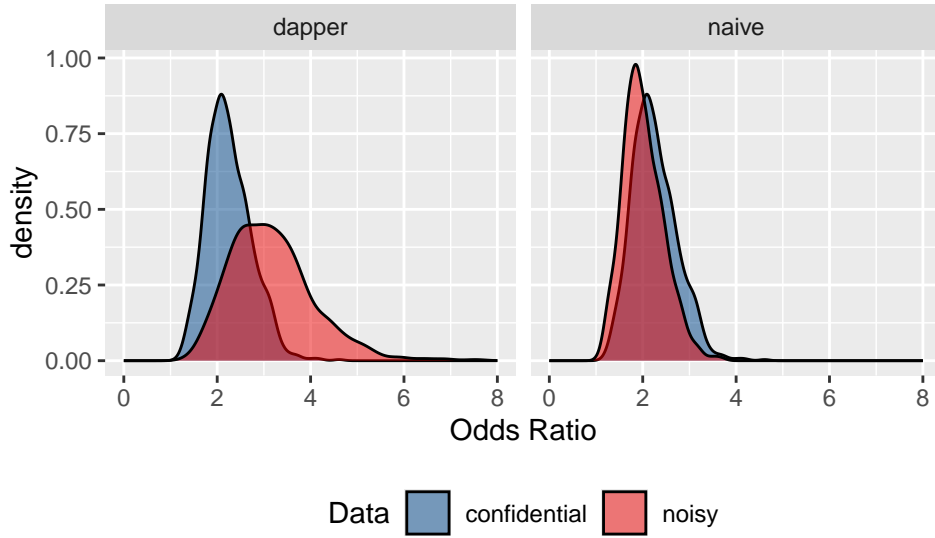 dapper naive
1.00
0.75
0.50
0.25
0.00
density
0 2 4 6 8 0 2 4 6 8
Odds Ratio
Data confidential noisy